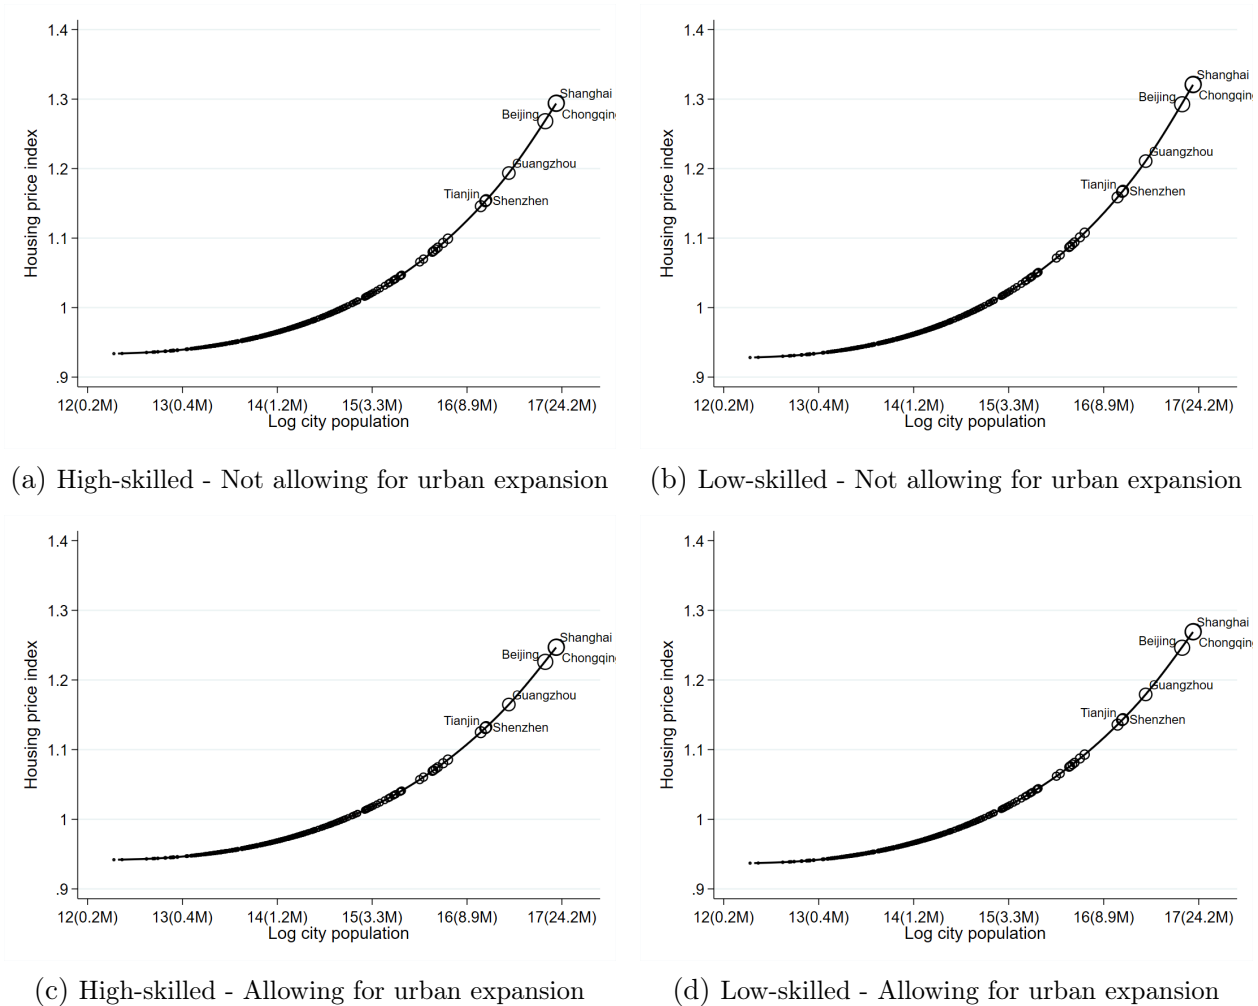 1.4
1.3
1.2
1.1
1
.9
Housing price index
Shanghai
Beijing
Chongqin
Guangzhou
Tianjin
Shenzhen
12(0.2M) 13(0.4M) 14(1.2M) 15(3.3M) 16(8.9M) 17(24.2M)
Log city population
(a) High-skilled - Not allowing for urban expansion
1.4
1.3
1.2
1.1
1
.9
Housing price index
Shanghai
Beijing
Chongqin
Guangzhou
Tianjin
Shenzhen
12(0.2M) 13(0.4M) 14(1.2M) 15(3.3M) 16(8.9M) 17(24.2M)
Log city population
(b) Low-skilled - Not allowing for urban expansion
1.4
1.3
1.2
1.1
1
.9
Housing price index
Shanghai
Beijing
Chongqin
Guangzhou
Tianjin
Shenzhen
12(0.2M) 13(0.4M) 14(1.2M) 15(3.3M) 16(8.9M) 17(24.2M)
Log city population
(c) High-skilled - Allowing for urban expansion
1.4
1.3
1.2
1.1
1
.9
Housing price index
Shanghai
Beijing
Chongqin
Guangzhou
Tianjin
Shenzhen
12(0.2M) 13(0.4M) 14(1.2M) 15(3.3M) 16(8.9M) 17(24.2M)
Log city population
(d) Low-skilled - Allowing for urban expansion